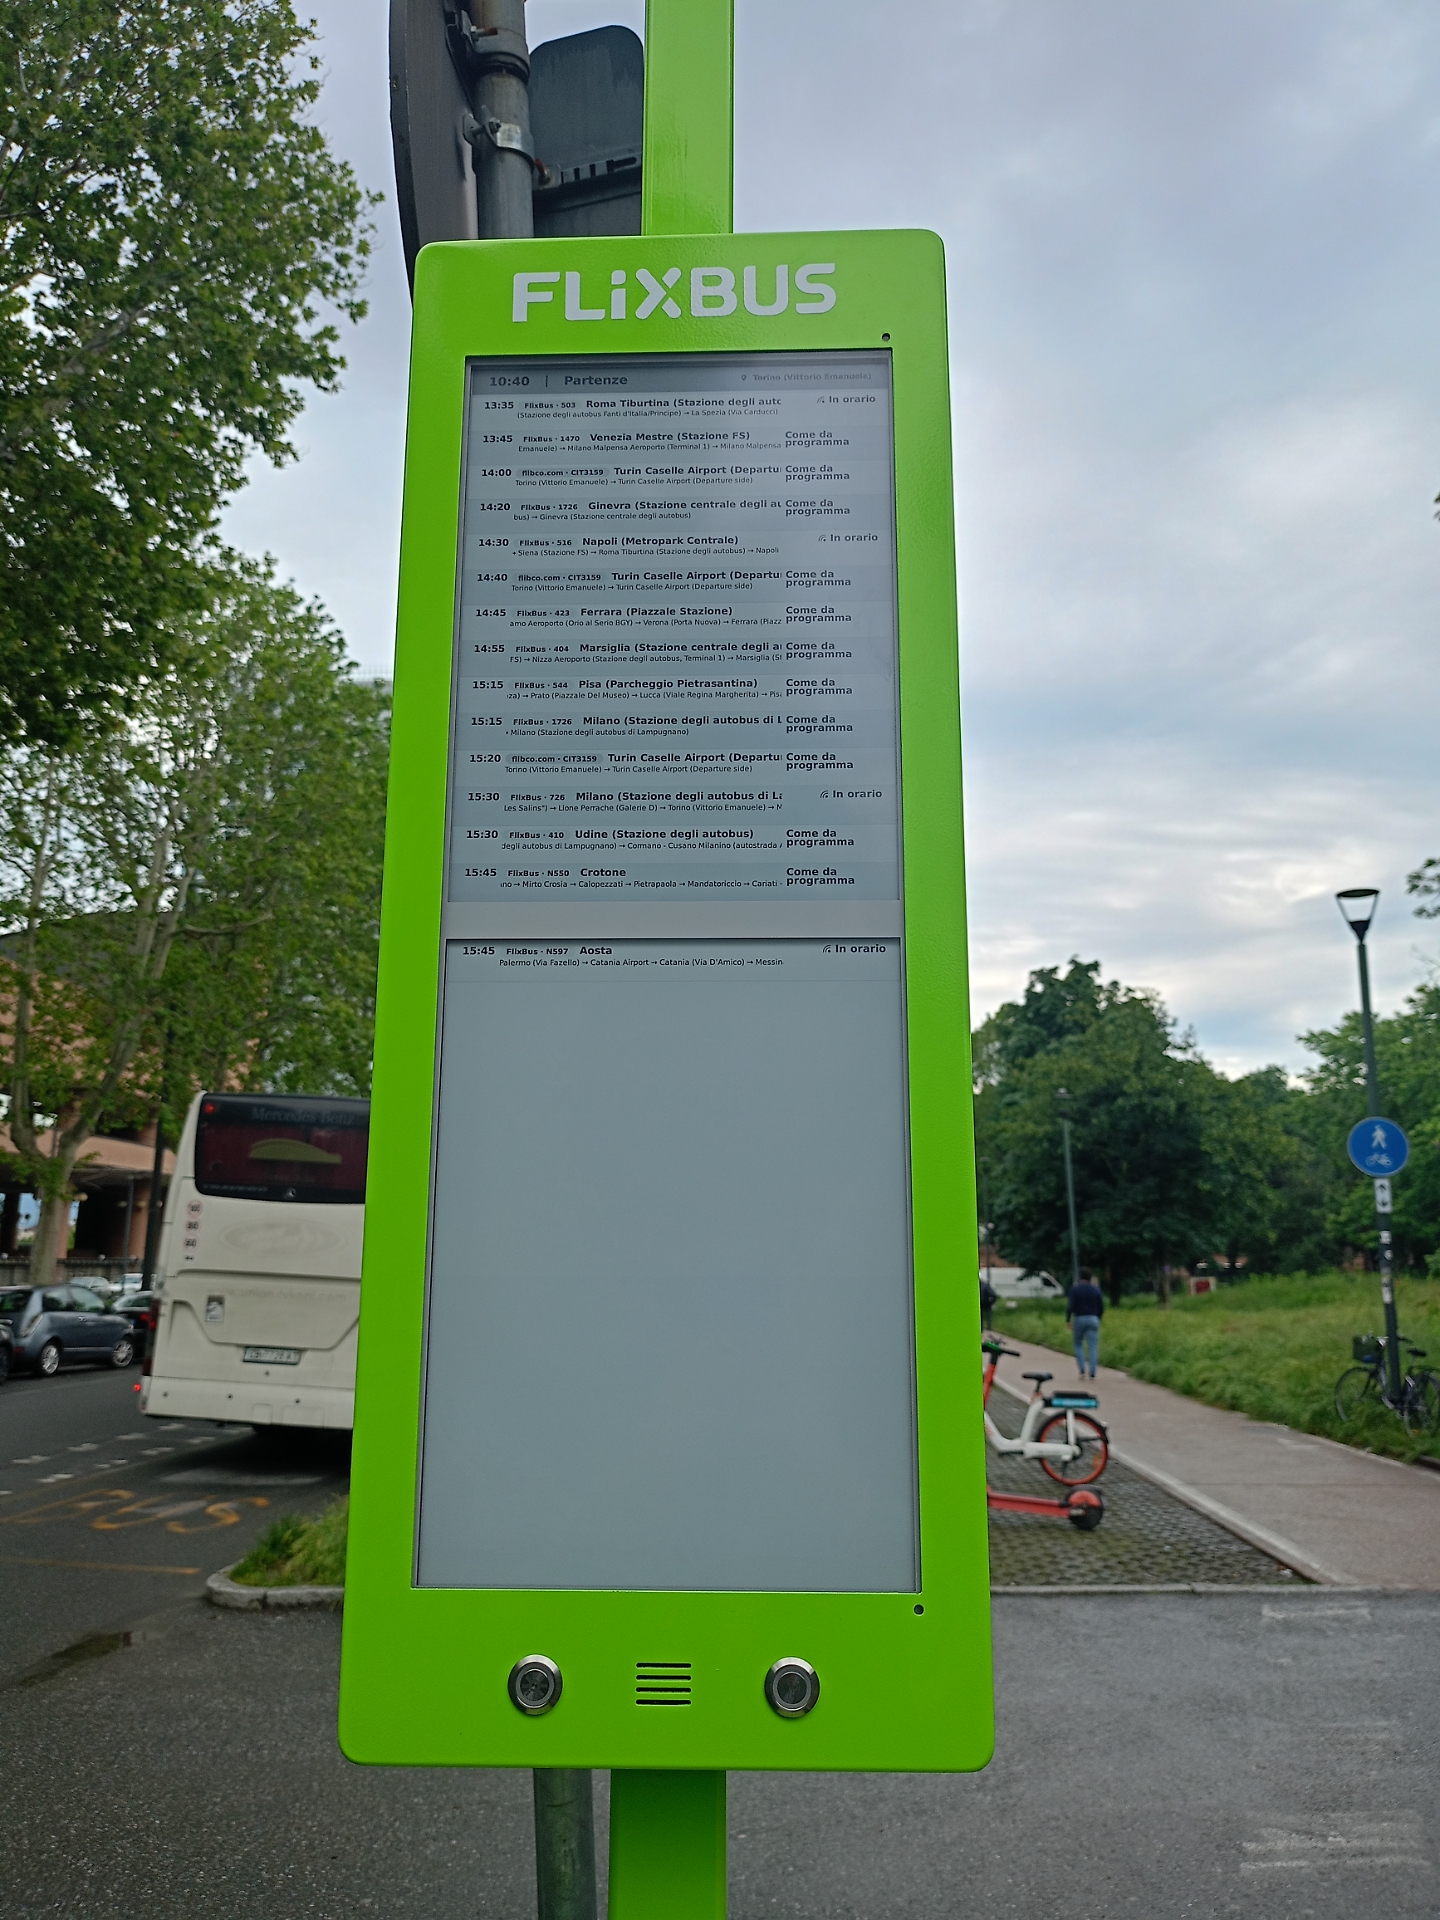 FLiXBUS
10:40 | Partenze Torino (Vittorio Emanuele)
13:35 FlixBus · 503 Roma Tiburtina (Stazione degli auto In orario
(Stazione degli autobus Fanti d'Italia/Principe) → La Spezia (Via Carducci)
13:45 FlixBus · 1470 Venezia Mestre (Stazione FS) Come da programma
Emanuele) → Milano Malpensa Aeroporto (Terminal 1) → Milano Malpensa
14:00 flibco.com · CIT3159 Turin Caselle Airport (Departu Come da programma
Torino (Vittorio Emanuele) → Turin Caselle Airport (Departure side)
14:20 FlixBus · 1726 Ginevra (Stazione centrale degli au Come da programma
bus) → Ginevra (Stazione centrale degli autobus)
14:30 FlixBus · 516 Napoli (Metropark Centrale) In orario
Siena (Stazione FS) → Roma Tiburtina (Stazione degli autobus) → Napoli
14:40 flibco.com · CIT3159 Turin Caselle Airport (Departu Come da programma
Torino (Vittorio Emanuele) → Turin Caselle Airport (Departure side)
14:45 FlixBus · 423 Ferrara (Piazzale Stazione) Come da programma
amo Aeroporto (Orio al Serio BGY) → Verona (Porta Nuova) → Ferrara (Piazz
14:55 FlixBus · 404 Marsiglia (Stazione centrale degli a Come da programma
FS) → Nizza Aeroporto (Stazione degli autobus, Terminal 1) → Marsiglia (St
15:15 FlixBus · 544 Pisa (Parcheggio Pietrasantina) Come da programma
za) → Prato (Piazzale Del Museo) → Lucca (Viale Regina Margherita) → Pisa
15:15 FlixBus · 1726 Milano (Stazione degli autobus di L Come da programma
Milano (Stazione degli autobus di Lampugnano)
15:20 flibco.com · CIT3159 Turin Caselle Airport (Departu Come da programma
Torino (Vittorio Emanuele) → Turin Caselle Airport (Departure side)
15:30 FlixBus · 726 Milano (Stazione degli autobus di La In orario
Les Salins") → Lione Perrache (Galerie D) → Torino (Vittorio Emanuele) → M
15:30 FlixBus · 410 Udine (Stazione degli autobus) Come da programma
degli autobus di Lampugnano) → Cormano - Cusano Milanino (autostrada A
15:45 FlixBus · N550 Crotone Come da programma
no → Mirto Crosia → Calopezzati → Pietrapaola → Mandatoriccio → Cariati
15:45 FlixBus · N597 Aosta In orario
Palermo (Via Fazello) → Catania Airport → Catania (Via D'Amico) → Messin
Mercedes-Benz
BUS